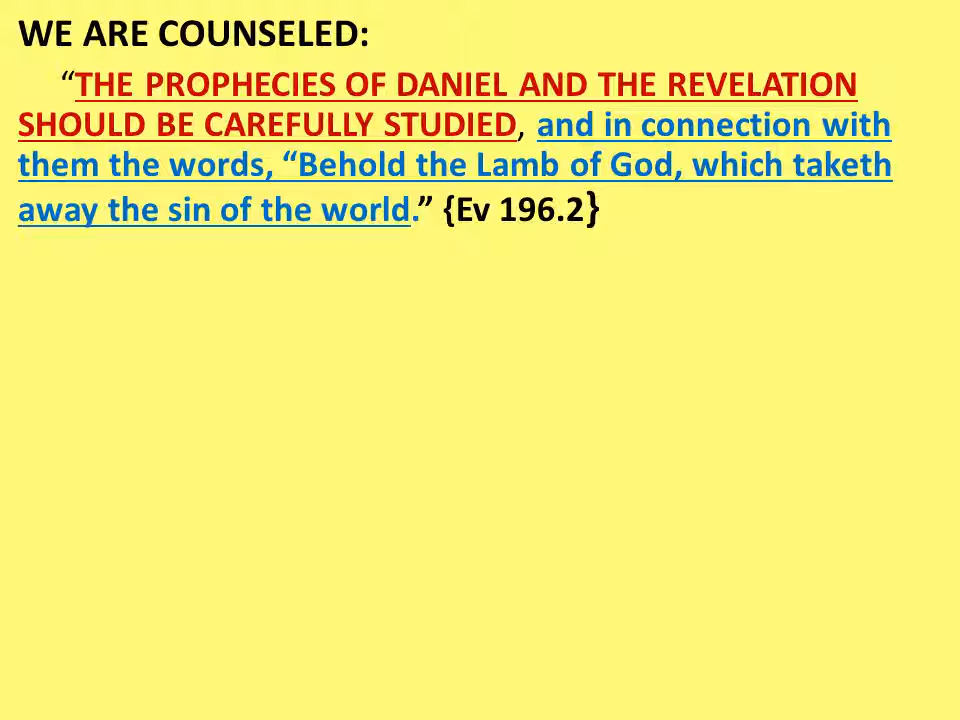 WE ARE COUNSELED:
“THE PROPHECIES OF DANIEL AND THE REVELATION
SHOULD BE CAREFULLY STUDIED, and in connection with
them the words, “Behold the Lamb of God, which taketh
away the sin of the world.” {Ev 196.2}